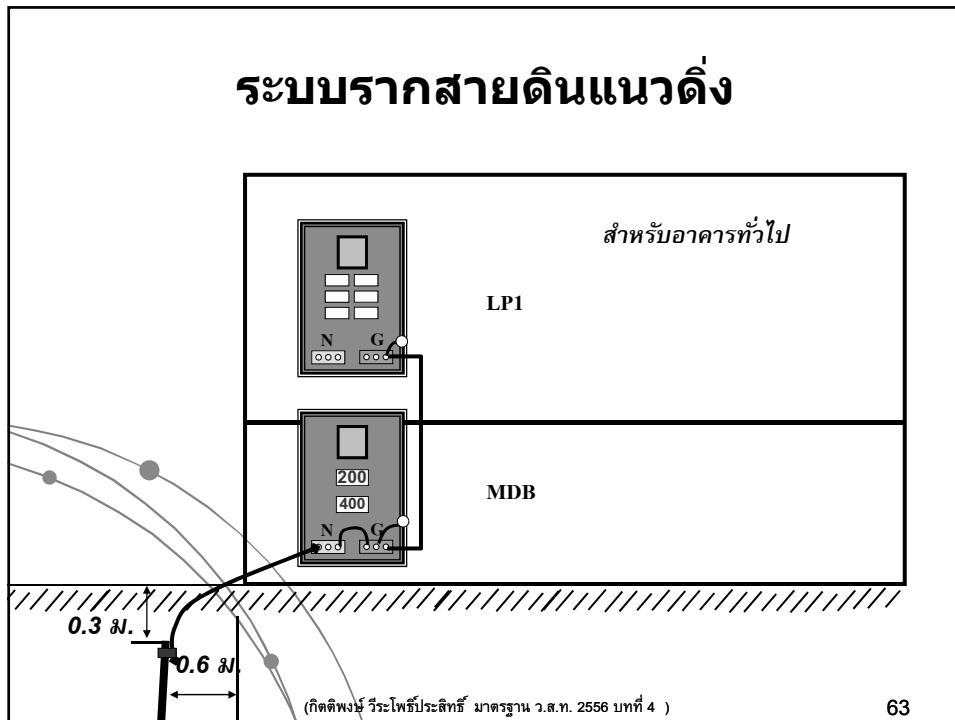 ระบบรากสายดินแนวดิ่ง
สำหรับอาคารทั่วไป
LP1
N G
MDB
200
400
N G
0.3 ม.
0.6 ม.
(กิตติพงษ์ วีระโพธิ์ประสิทธิ์ มาตรฐาน ว.ส.ท. 2556 บทที่ 4 )
63